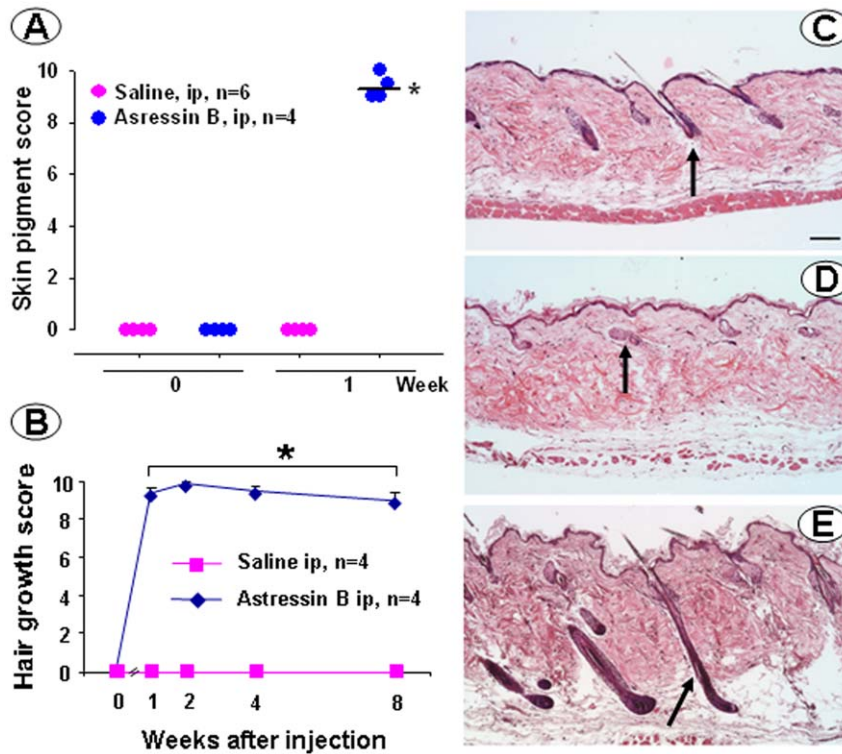 A
Skin pigment score
10
8
6
4
2
0
Saline, ip, n=6
Asressin B, ip, n=4
*
0
1
Week
B
Hair growth score
10
8
6
4
2
0
*
Saline ip, n=4
Astressin B ip, n=4
0
1
2
4
8
Weeks after injection
C
D
E